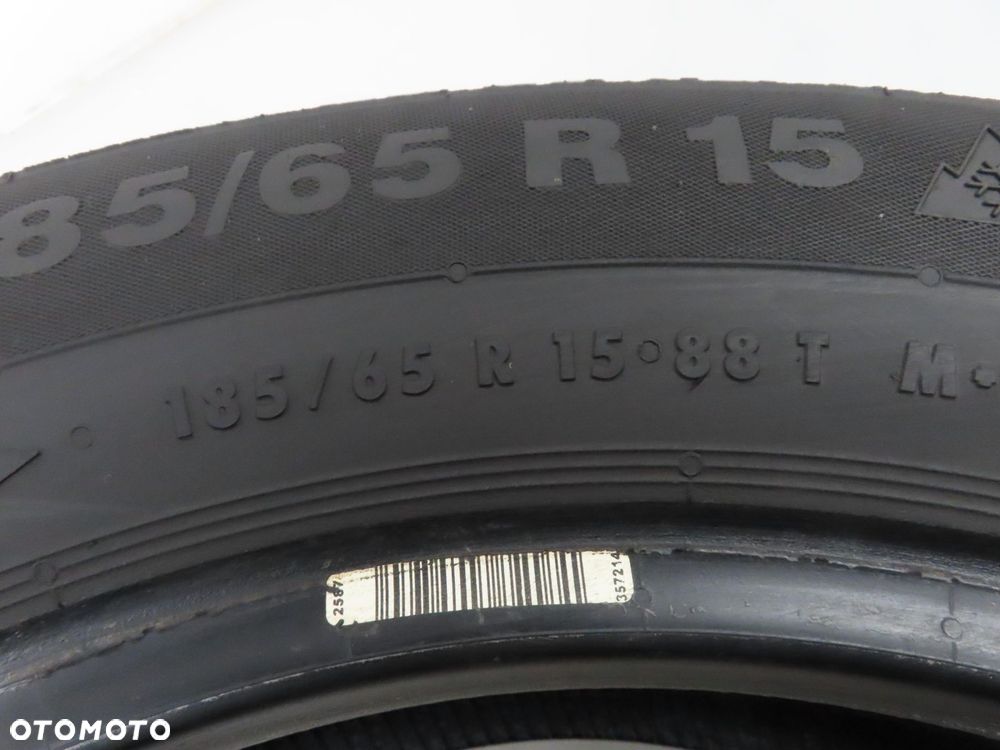 85/65 R 15
185/65 R 15 88 T M+
2587
357214
OTOMOTO